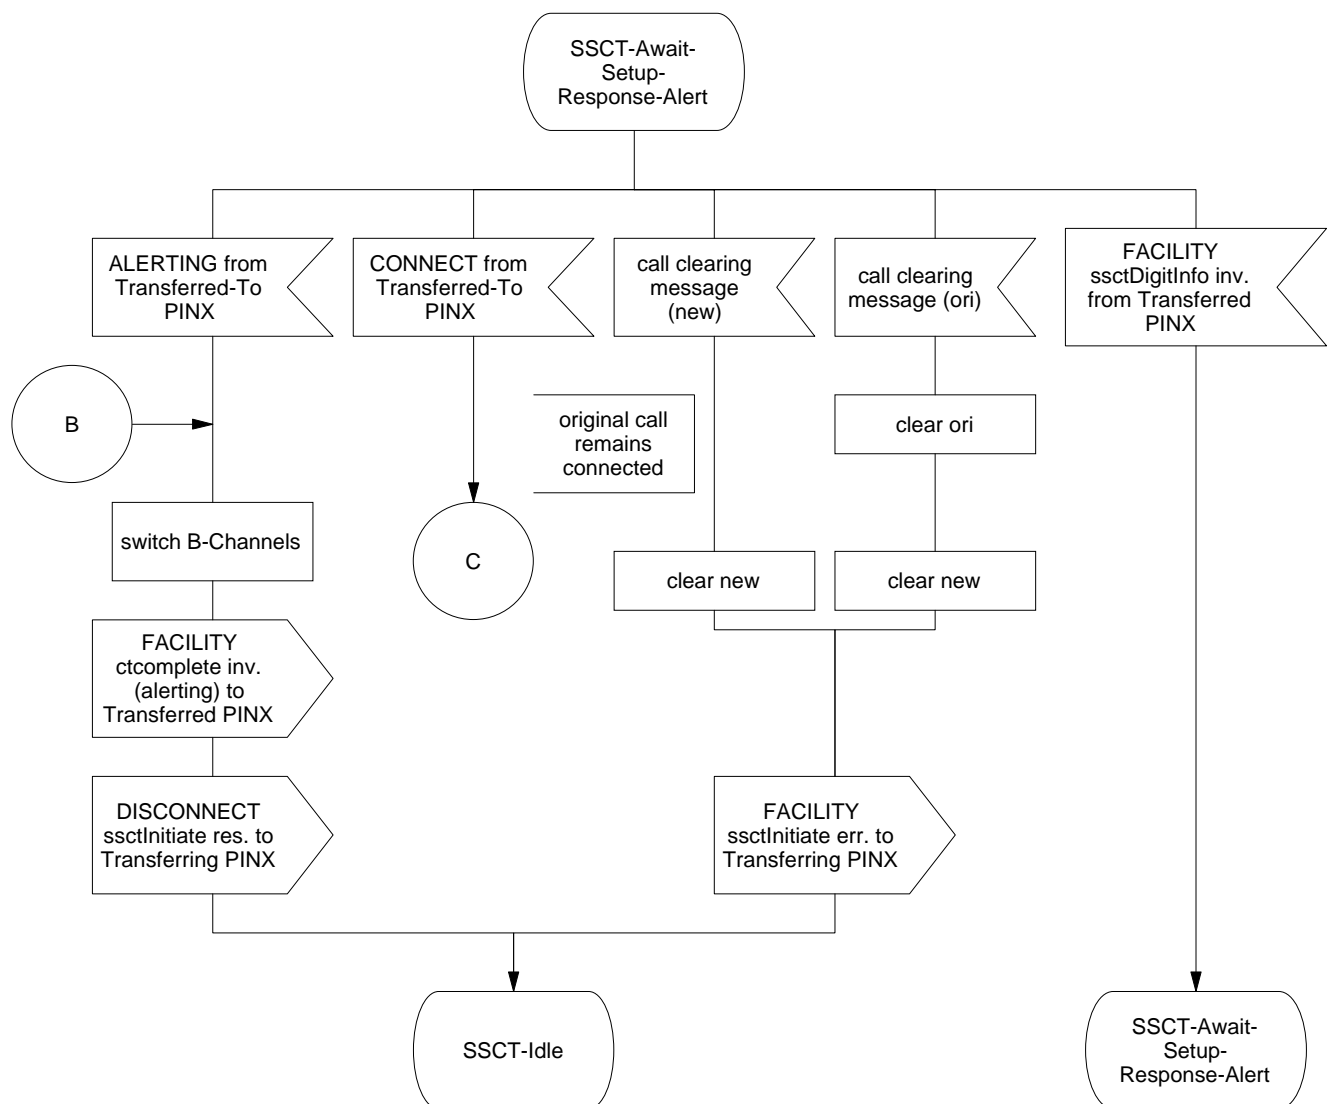 SSCT-Await-
Setup-
Response-Alert
ALERTING from
Transferred-To
PINX
CONNECT from
Transferred-To
PINX
call clearing
message
(new)
call clearing
message (ori)
FACILITY
ssctDigitInfo inv.
from Transferred
PINX
B
original call
remains
connected
clear ori
switch B-Channels
C
clear new
clear new
FACILITY
ctcomplete inv.
(alerting) to
Transferred PINX
DISCONNECT
ssctInitiate res. to
Transferring PINX
FACILITY
ssctInitiate err. to
Transferring PINX
SSCT-Idle
SSCT-Await-
Setup-
Response-Alert